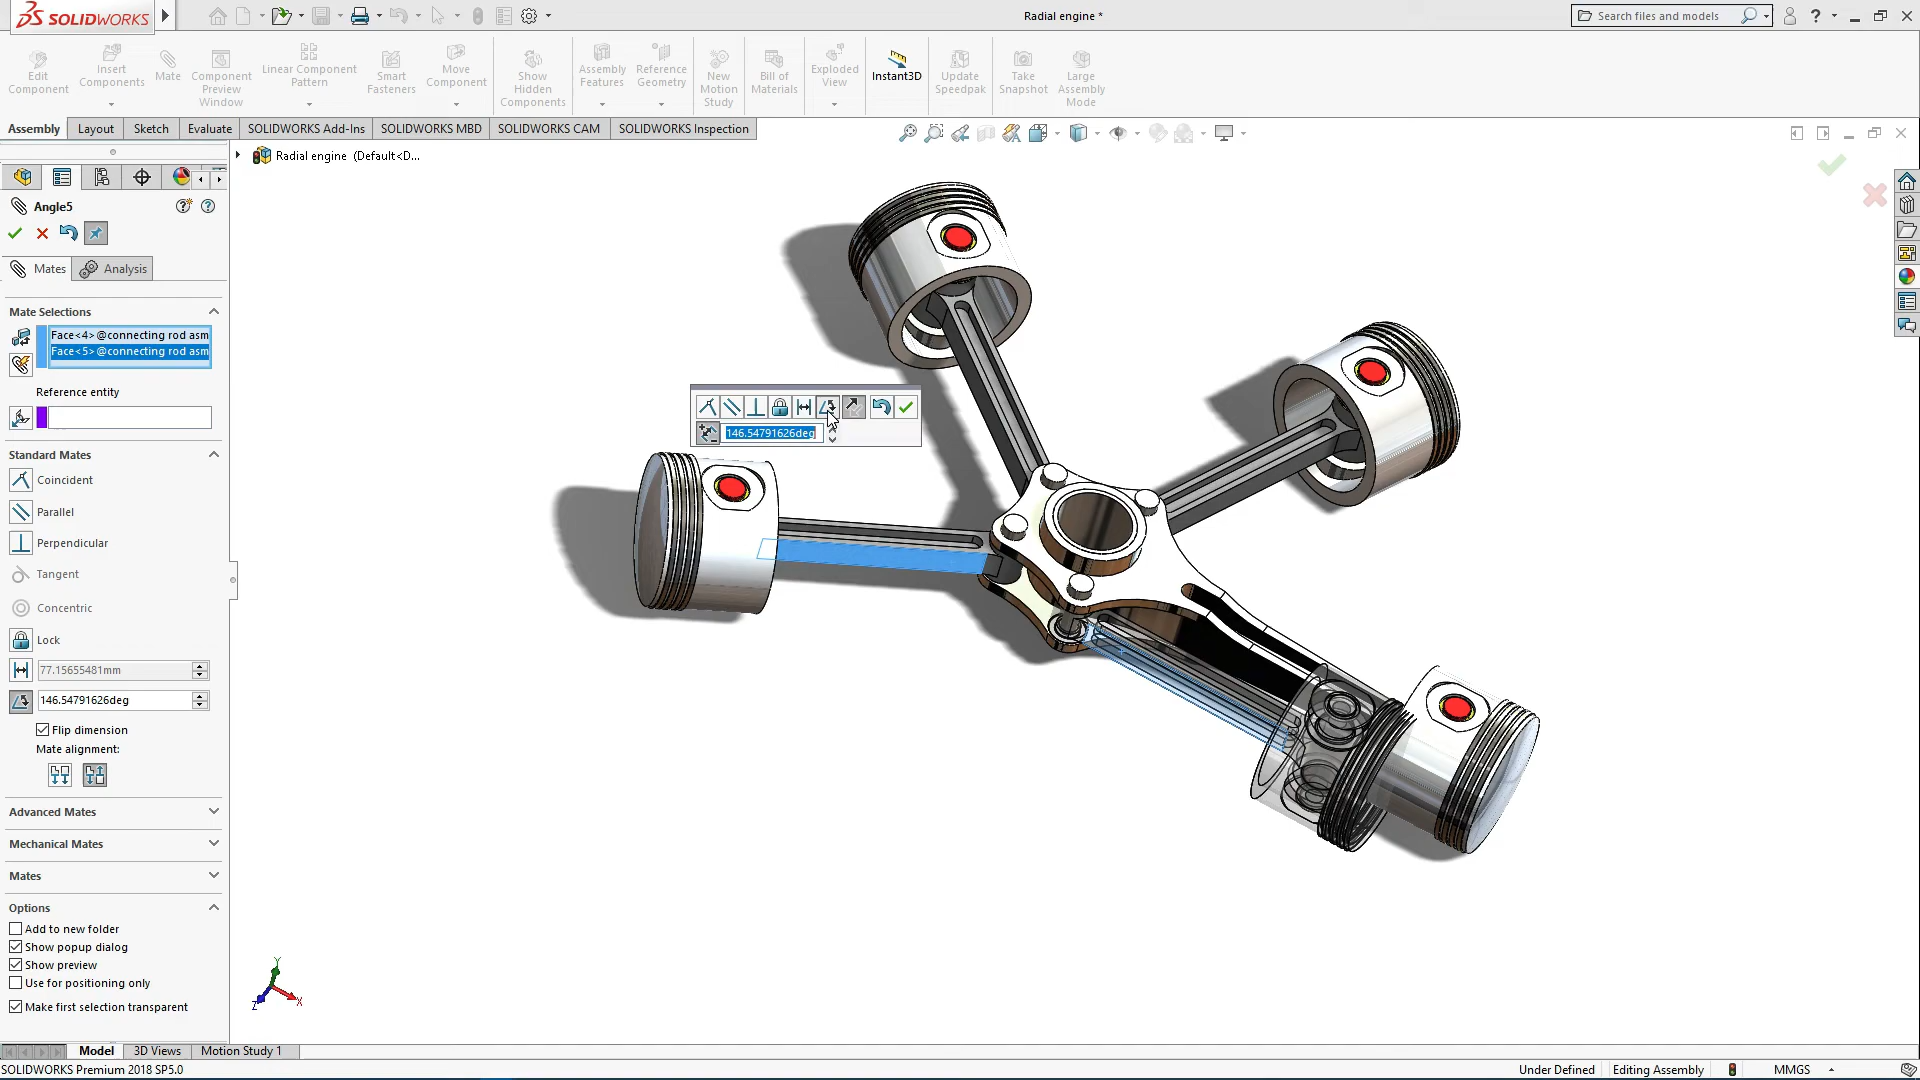 SOLIDWORKS
Radial engine *
Search files and models
Edit Component
Insert Components
Mate
Component Preview Window
Linear Component Pattern
Smart Fasteners
Move Component
Show Hidden Components
Assembly Features
Reference Geometry
New Motion Study
Bill of Materials
Exploded View
Instant3D
Update Speedpak
Take Snapshot
Large Assembly Mode
Assembly
Layout
Sketch
Evaluate
SOLIDWORKS Add-Ins
SOLIDWORKS MBD
SOLIDWORKS CAM
SOLIDWORKS Inspection
Radial engine (Default<D...
Angle5
Mates
Analysis
Mate Selections
Face<4>@connecting rod asm
Face<5>@connecting rod asm
Reference entity
Standard Mates
Coincident
Parallel
Perpendicular
Tangent
Concentric
Lock
77.15655481mm
146.54791626deg
Flip dimension
Mate alignment:
Advanced Mates
Mechanical Mates
Mates
Options
Add to new folder
Show popup dialog
Show preview
Use for positioning only
Make first selection transparent
146.54791626deg
Y
X
Z
Model
3D Views
Motion Study 1
SOLIDWORKS Premium 2018 SP5.0
Under Defined
Editing Assembly
MMGS